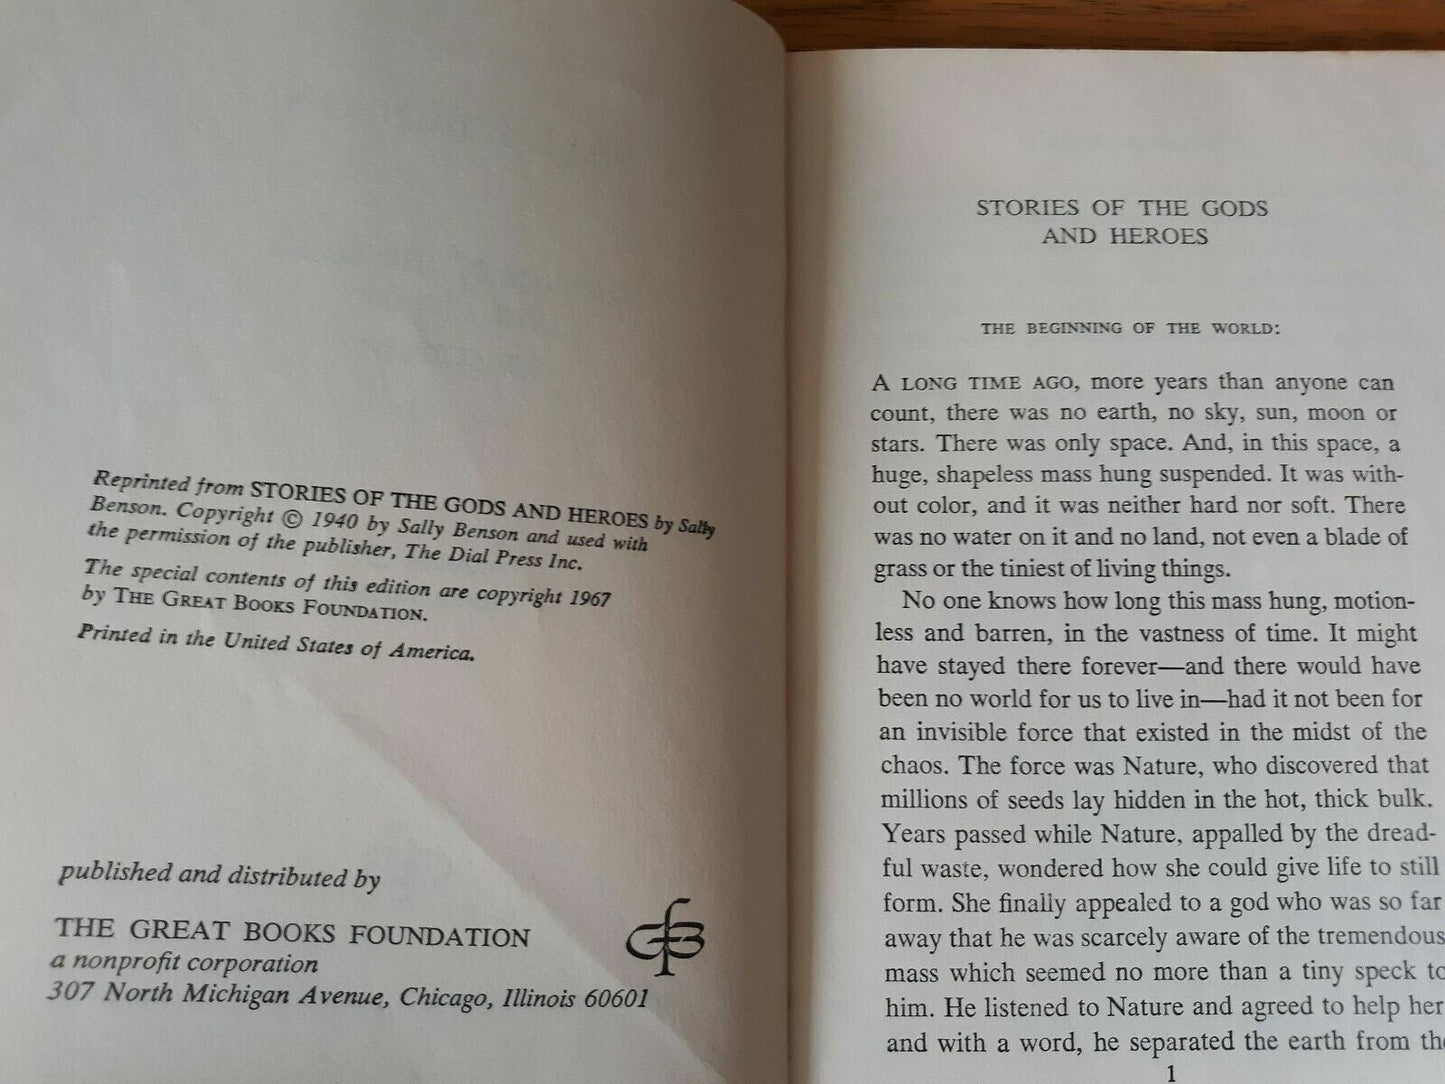 Reprinted from STORIES OF THE GODS AND HEROES by Sally
Benson. Copyright © 1940 by Sally Benson and used with
the permission of the publisher, The Dial Press Inc.
The special contents of this edition are copyright 1967
by THE GREAT BOOKS FOUNDATION.
Printed in the United States of America.
published and distributed by
THE GREAT BOOKS FOUNDATION
a nonprofit corporation
307 North Michigan Avenue, Chicago, Illinois 60601
GBF
STORIES OF THE GODS
AND HEROES
THE BEGINNING OF THE WORLD:
A LONG TIME AGO, more years than anyone can
count, there was no earth, no sky, sun, moon or
stars. There was only space. And, in this space, a
huge, shapeless mass hung suspended. It was with-
out color, and it was neither hard nor soft. There
was no water on it and no land, not even a blade of
grass or the tiniest of living things.
No one knows how long this mass hung, motion-
less and barren, in the vastness of time. It might
have stayed there forever—and there would have
been no world for us to live in—had it not been for
an invisible force that existed in the midst of the
chaos. The force was Nature, who discovered that
millions of seeds lay hidden in the hot, thick bulk.
Years passed while Nature, appalled by the dread-
ful waste, wondered how she could give life to still
form. She finally appealed to a god who was so far
away that he was scarcely aware of the tremendous
mass which seemed no more than a tiny speck to
him. He listened to Nature and agreed to help her
and with a word, he separated the earth from the
1